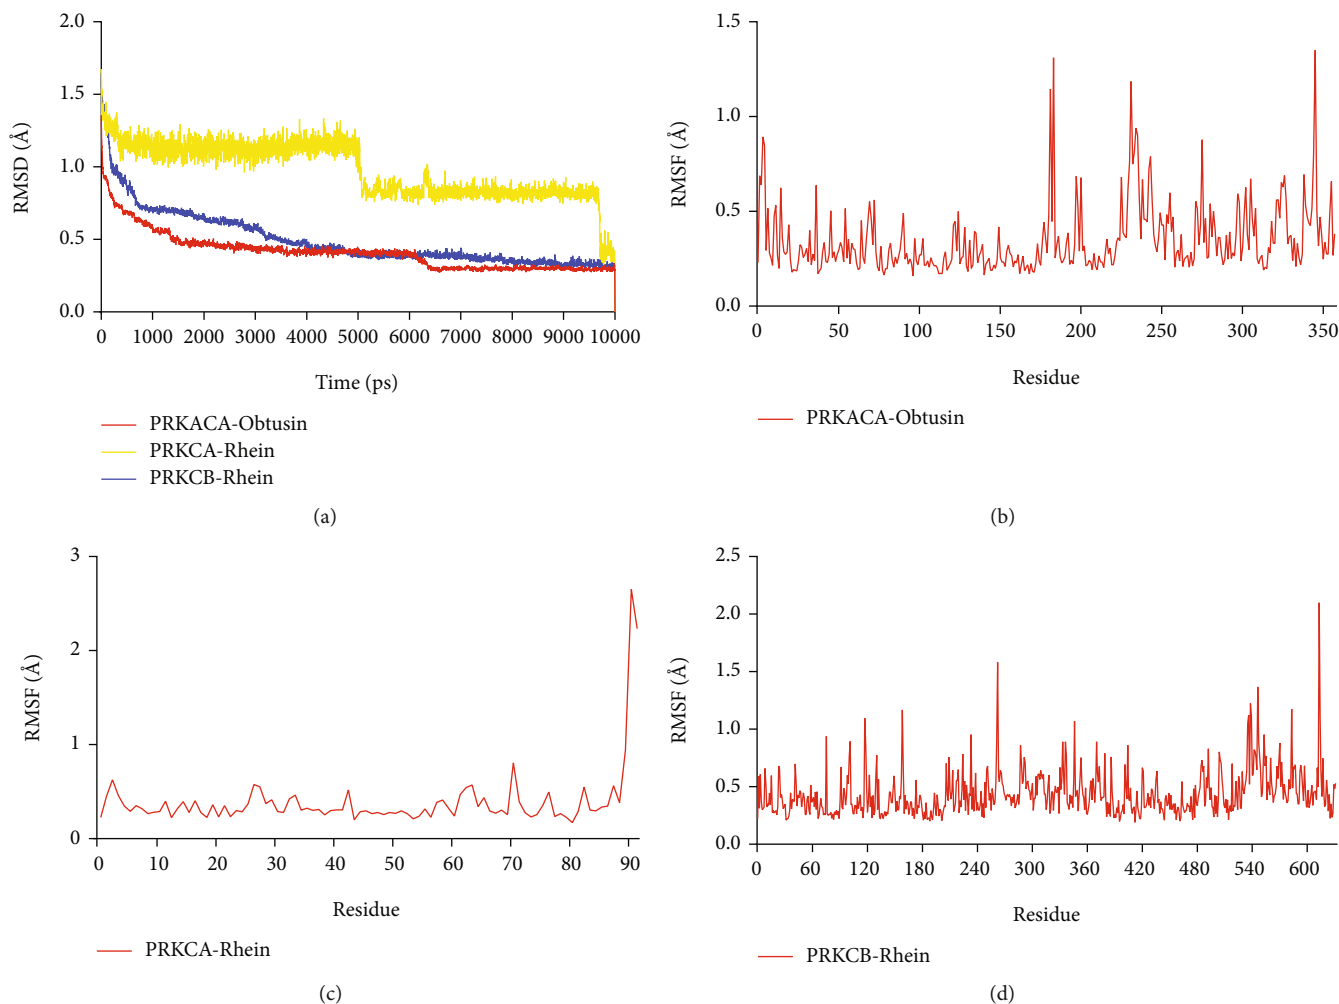 2.0
1.5
1.0
0.5
0.0
RMSD (Å)
0 1000 2000 3000 4000 5000 6000 7000 8000 9000 10000
Time (ps)
PRKACA-Obtusin
PRKCA-Rhein
PRKCB-Rhein
(a)
1.5
1.0
0.5
0.0
RMSF (Å)
0 50 100 150 200 250 300 350
Residue
PRKACA-Obtusin
(b)
3
2
1
0
RMSF (Å)
0 10 20 30 40 50 60 70 80 90
Residue
PRKCA-Rhein
(c)
2.5
2.0
1.5
1.0
0.5
0.0
RMSF (Å)
0 60 120 180 240 300 360 420 480 540 600
Residue
PRKCB-Rhein
(d)